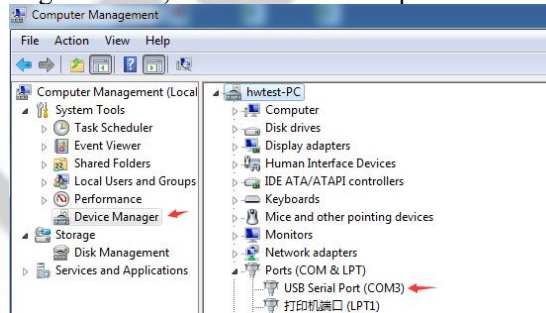 Computer Management
File Action View Help
Computer Management (Local
System Tools
Task Scheduler
Event Viewer
Shared Folders
Local Users and Groups
Performance
Device Manager
Storage
Disk Management
Services and Applications
hwtest-PC
Computer
Disk drives
Display adapters
Human Interface Devices
IDE ATA/ATAPI controllers
Keyboards
Mice and other pointing devices
Monitors
Network adapters
Ports (COM & LPT)
USB Serial Port (COM3)
打印机端口 (LPT1)